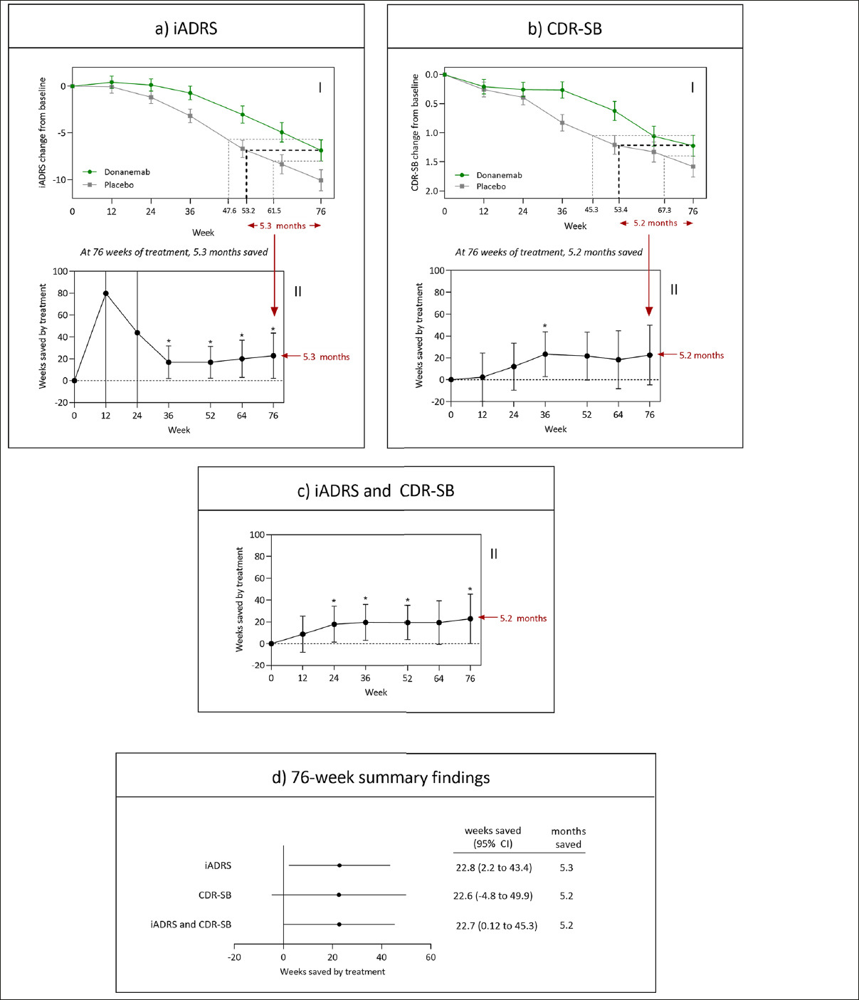 a) iADRS
iADRS change from baseline
0
-5
-10
I
Donanemab
Placebo
0 12 24 36 47.6 53.2 61.5 76
5.3 months
Week
At 76 weeks of treatment, 5.3 months saved
Weeks saved by treatment
100
80
60
40
20
0
-20
II
* * * *
5.3 months
0 12 24 36 52 64 76
Week
b) CDR-SB
CDR-SB change from baseline
0.0
0.5
1.0
1.5
2.0
I
Donanemab
Placebo
0 12 24 36 45.3 53.4 67.3 76
5.2 months
Week
At 76 weeks of treatment, 5.2 months saved
Weeks saved by treatment
100
80
60
40
20
0
-20
II
*
5.2 months
0 12 24 36 52 64 76
Week
c) iADRS and CDR-SB
Weeks saved by treatment
100
80
60
40
20
0
-20
II
* * * *
5.2 months
0 12 24 36 52 64 76
Week
d) 76-week summary findings
weeks saved months
(95% CI) saved
iADRS 22.8 (2.2 to 43.4) 5.3
CDR-SB 22.6 (-4.8 to 49.9) 5.2
iADRS and CDR-SB 22.7 (0.12 to 45.3) 5.2
-20 0 20 40 60
Weeks saved by treatment